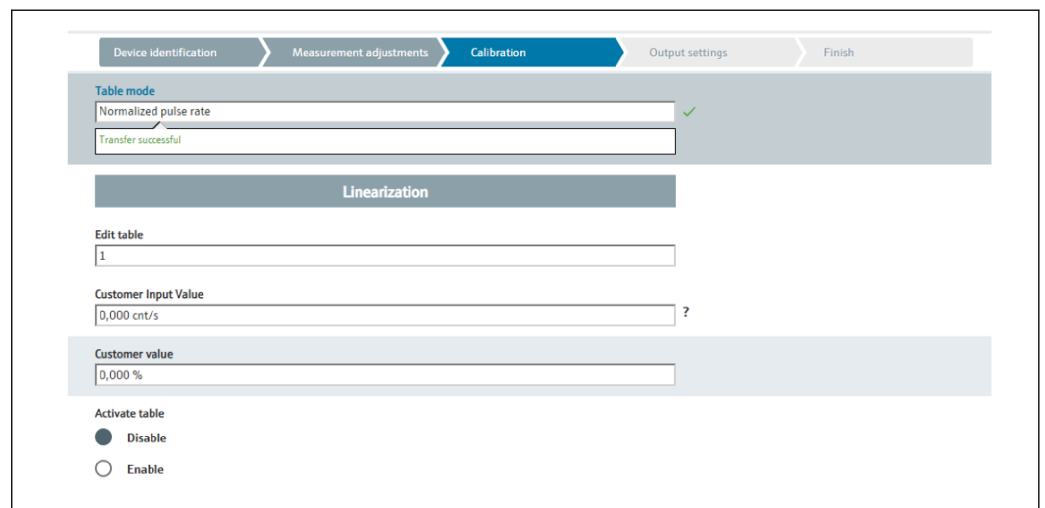 Device identification Measurement adjustments Calibration Output settings Finish
Table mode
Normalized pulse rate
Transfer successful
Linearization
Edit table
1
Customer Input Value
0,000 cnt/s ?
Customer value
0,000 %
Activate table
Disable
Enable